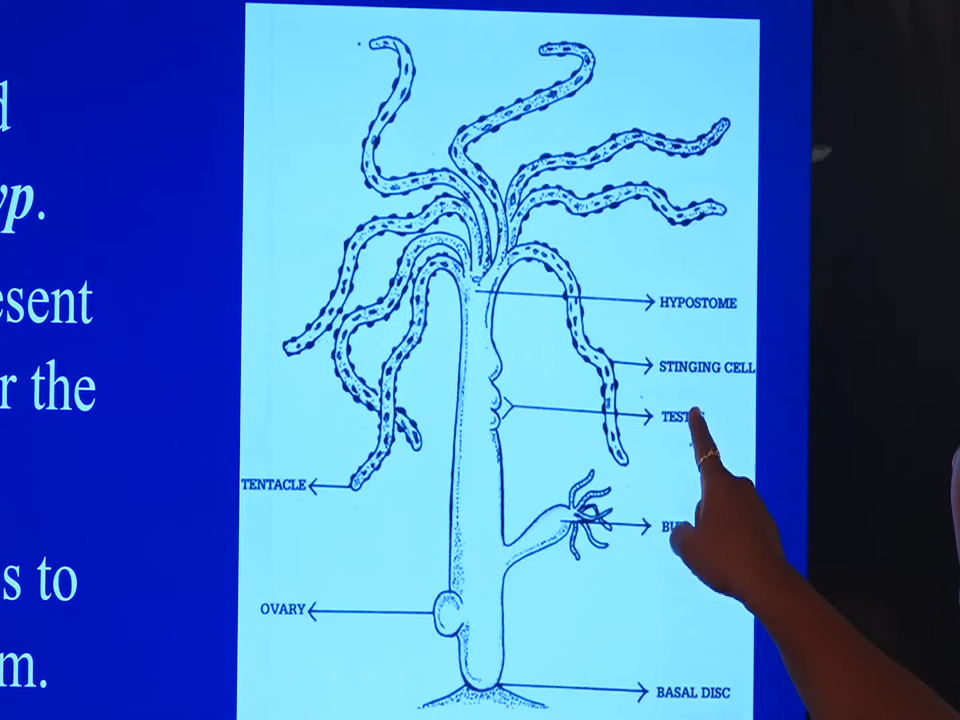 yp.
esent
r the
s to
m.
HYPOSTOME
STINGING CELL
TENTACLE
OVARY
BASAL DISC